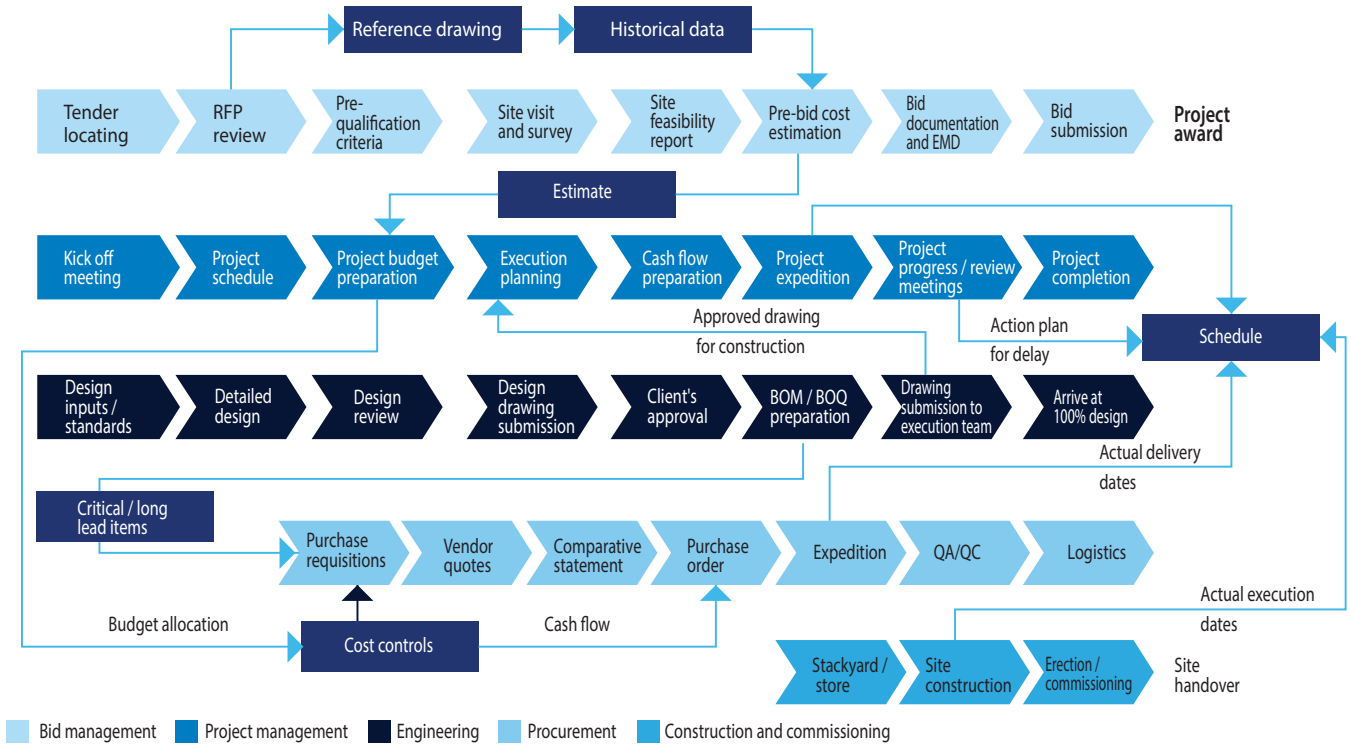 Reference drawing
Historical data
Tender
locating
RFP
review
Pre-
qualification
criteria
Site visit
and survey
Site
feasibility
report
Pre-bid cost
estimation
Bid
documentation
and EMD
Bid
submission
Project
award
Estimate
Kick off
meeting
Project
schedule
Project budget
preparation
Execution
planning
Cash flow
preparation
Project
expedition
Project
progress / review
meetings
Project
completion
Approved drawing
for construction
Action plan
for delay
Schedule
Design
inputs /
standards
Detailed
design
Design
review
Design
drawing
submission
Client's
approval
BOM / BOQ
preparation
Drawing
submission to
execution team
Arrive at
100% design
Actual delivery
dates
Critical / long
lead items
Purchase
requisitions
Vendor
quotes
Comparative
statement
Purchase
order
Expedition
QA/QC
Logistics
Actual execution
dates
Budget allocation
Cost controls
Cash flow
Stackyard /
store
Site
construction
Erection /
commissioning
Site
handover
Bid management
Project management
Engineering
Procurement
Construction and commissioning